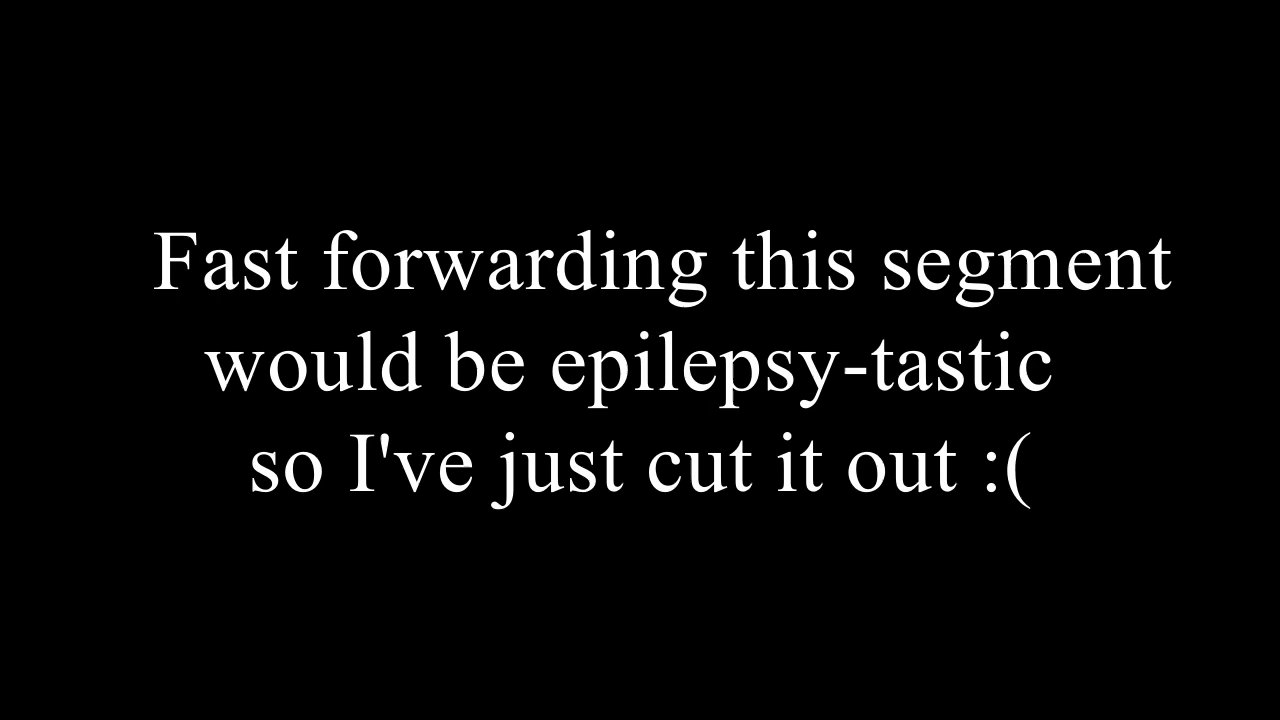 Fast forwarding this segment
would be epilepsy-tastic
so I've just cut it out :(